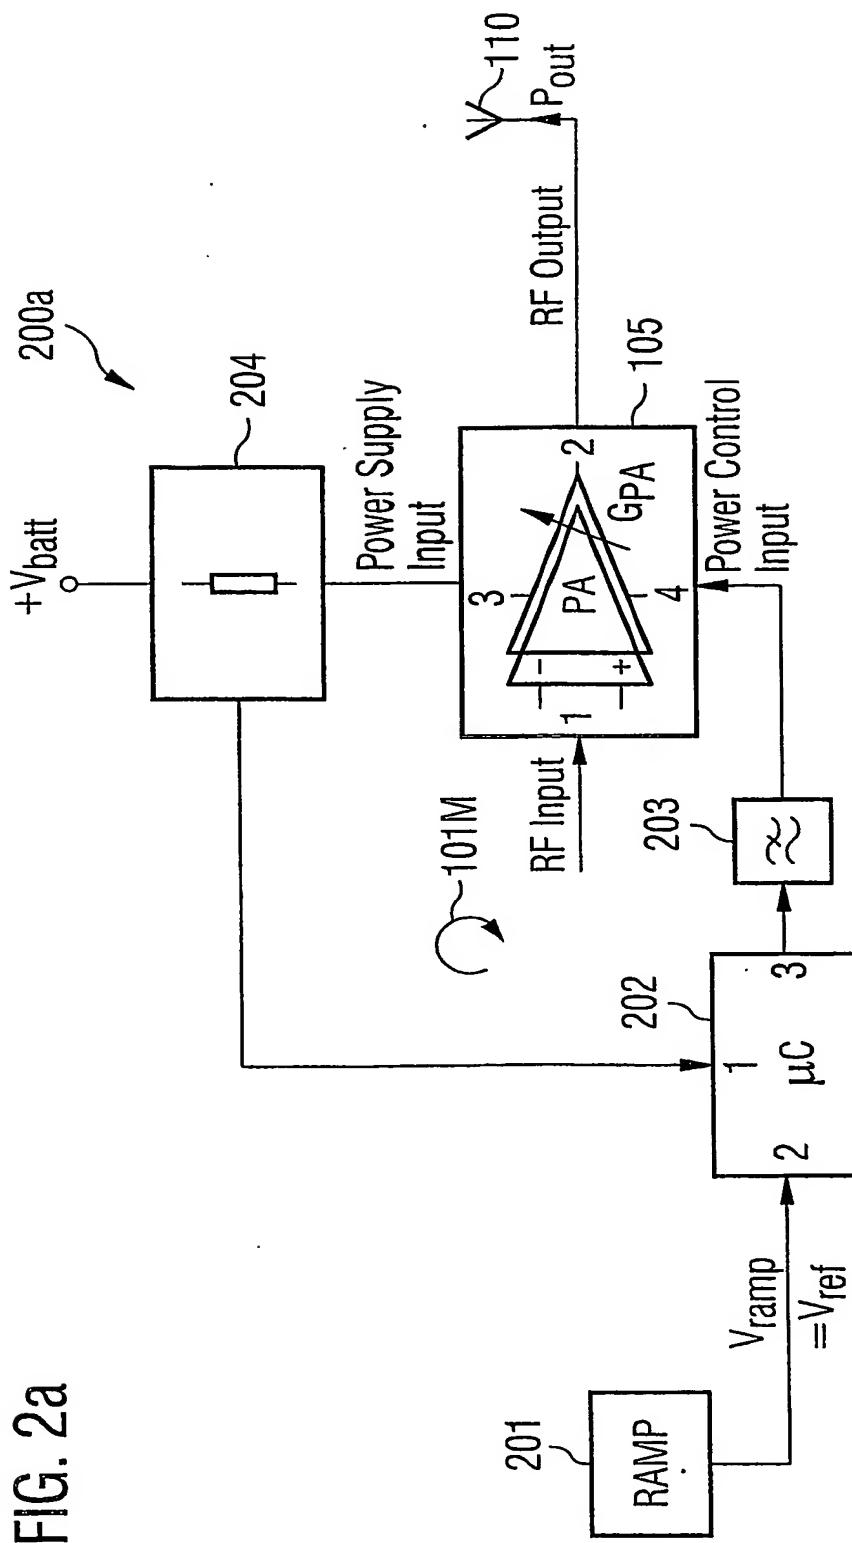 FIG. 2a
200a
+Vbatt
204
Power Supply
Input
110
Pout
RF Output
105
3
2
GPA
PA
4
1
-
+
RF Input
Power Control
Input
101M
203
202
1
2
3
µC
Vramp
=Vref
201
RAMP